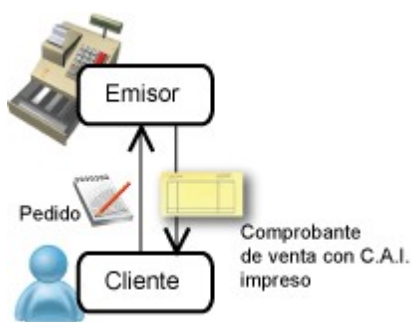 Emisor
Pedido
Comprobante
de venta con C.A.I.
impreso
Cliente